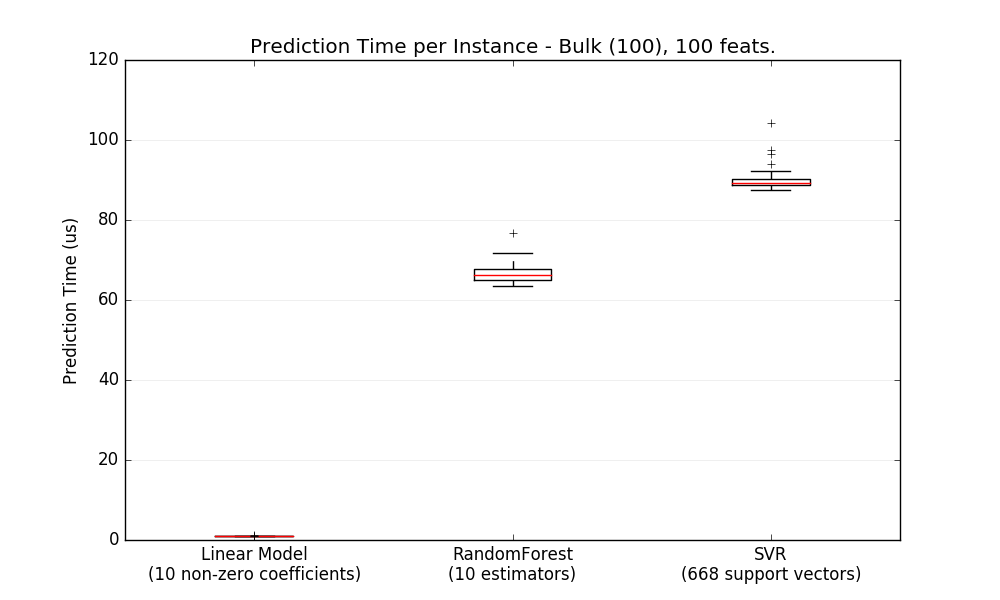 Prediction Time per Instance - Bulk (100), 100 feats.
120
100
80
60
40
20
0
Prediction Time (us)
Linear Model
(10 non-zero coefficients)
RandomForest
(10 estimators)
SVR
(668 support vectors)